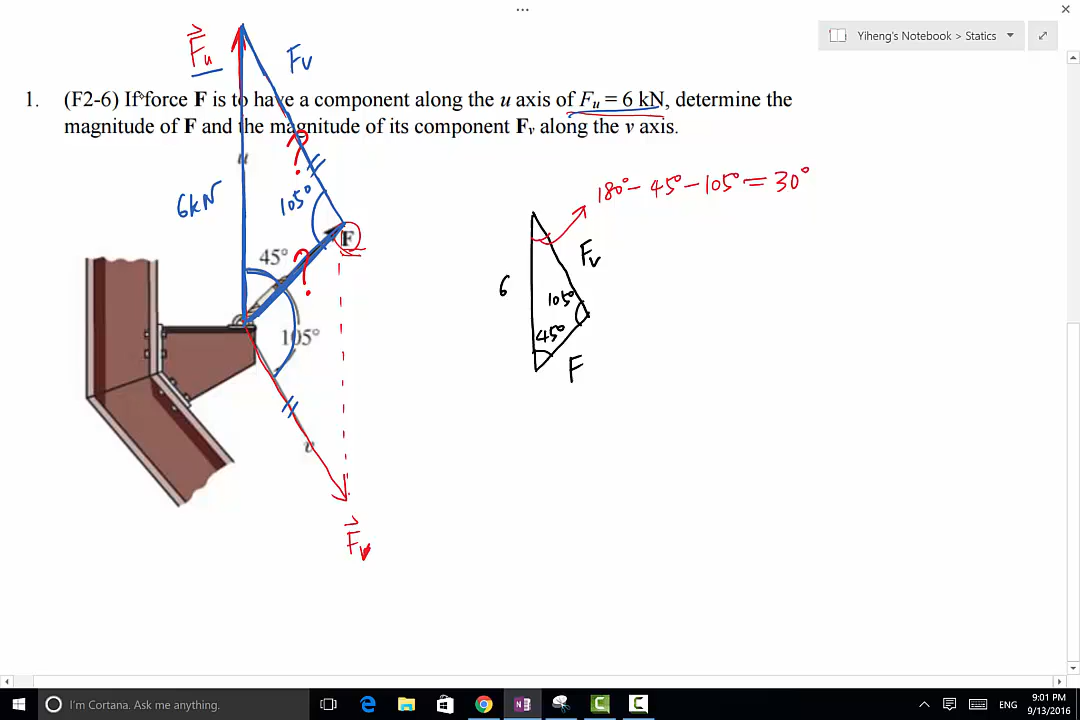 ...
Yiheng's Notebook > Statics
F⃗u
Fv
1. (F2-6) If force F is to have a component along the u axis of Fu = 6 kN, determine the
magnitude of F and the magnitude of its component Fv along the v axis.
u
?
180° - 45° - 105° = 30°
6kN
105°
F
45°
?
105°
v
F⃗v
Fv
6
105°
45°
F
I'm Cortana. Ask me anything.
ENG
9:01 PM
9/13/2016